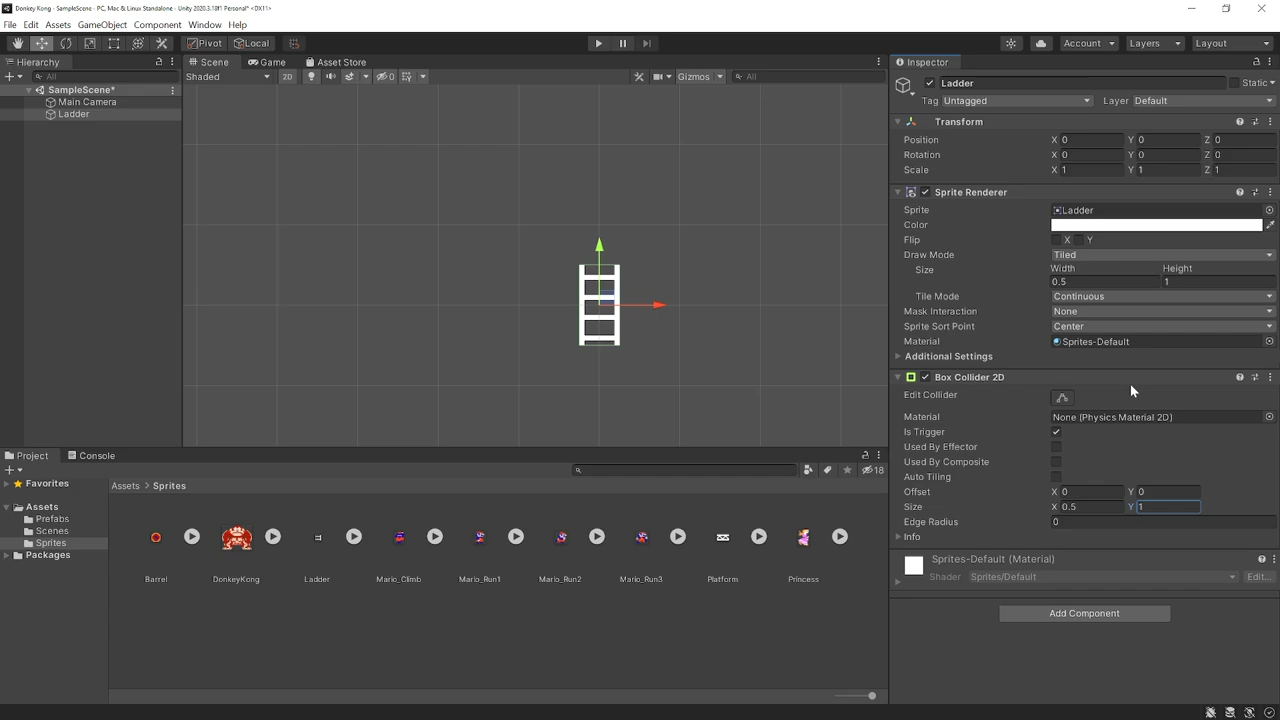 Donkey Kong - SampleScene - PC, Mac & Linux Standalone - Unity 2020.3.18f1 Personal* <DX11>
File Edit Assets GameObject Component Window Help
Pivot Local Account Layers Layout
Hierarchy Scene Game Asset Store Inspector
All Shaded 2D 0 Gizmos All Ladder Static
SampleScene* Tag Untagged Layer Default
Main Camera
Ladder
Transform
Position X 0 Y 0 Z 0
Rotation X 0 Y 0 Z 0
Scale X 1 Y 1 Z 1
Sprite Renderer
Sprite Ladder
Color
Flip X Y
Draw Mode Tiled
Size Width Height
0.5 1
Tile Mode Continuous
Mask Interaction None
Sprite Sort Point Center
Material Sprites-Default
Additional Settings
Box Collider 2D
Edit Collider
Material None (Physics Material 2D)
Is Trigger
Used By Effector
Used By Composite
Auto Tiling
Offset X 0 Y 0
Size X 0.5 Y 1
Edge Radius 0
Info
Sprites-Default (Material)
Shader Sprites/Default Edit...
Add Component
Project Console
18
Favorites
Assets
Prefabs
Scenes
Sprites
Packages
Assets > Sprites
Barrel DonkeyKong Ladder Mario_Climb Mario_Run1 Mario_Run2 Mario_Run3 Platform Princess